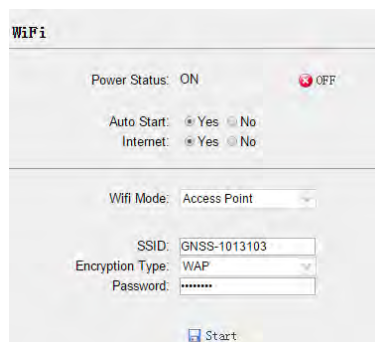 WiFi
Power Status: ON OFF
Auto Start: Yes No
Internet: Yes No
Wifi Mode: Access Point
SSID: GNSS-1013103
Encryption Type: WAP
Password: ••••••••
Start